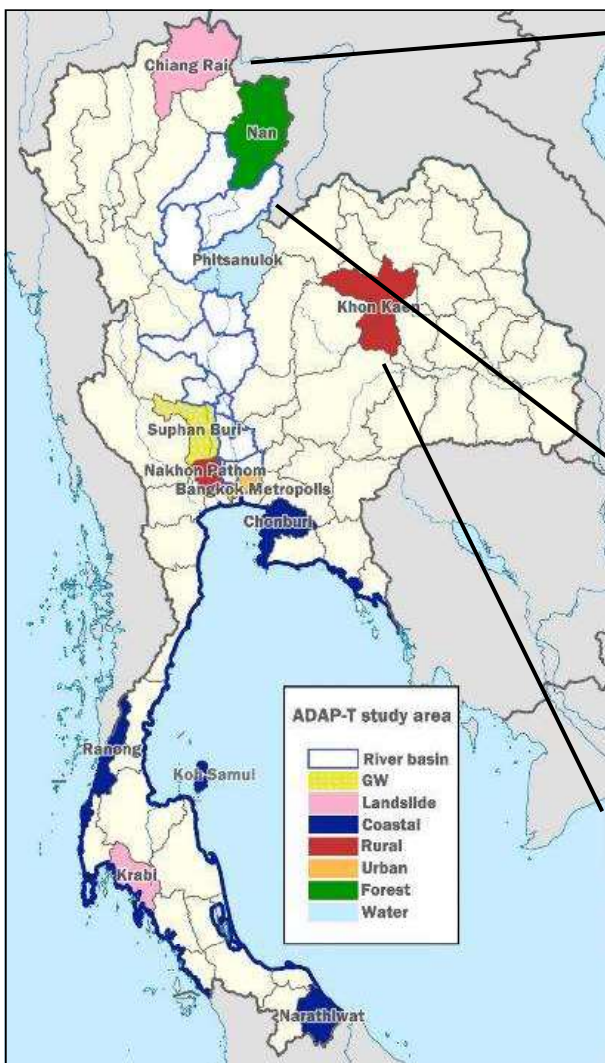 Chiang Rai
Nan
Phitsanulok
Khon Kaen
Suphan Buri
Nakhon Pathom
Bangkok Metropolis
Chonburi
Ranong
Koh Samui
Krabi
Narathiwat
ADAP-T study area
River basin
GW
Landslide
Coastal
Rural
Urban
Forest
Water